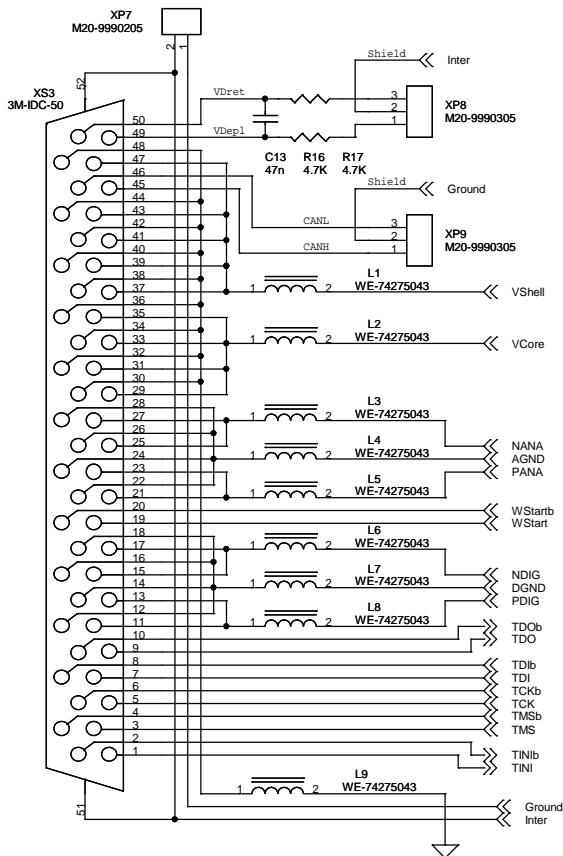 XP7
M20-9990205
2
1
52
XS3
3M-IDC-50
Shield
Inter
VDret
VDepl
3
2
1
XP8
M20-9990305
C13
47n
R16
4.7K
R17
4.7K
Shield
Ground
CANL
CANH
3
2
1
XP9
M20-9990305
50
49
48
47
46
45
44
43
42
41
40
39
38
37
36
35
34
33
32
31
30
29
28
27
26
25
24
23
22
21
20
19
18
17
16
15
14
13
12
11
10
9
8
7
6
5
4
3
2
1
51
1 2 L1
WE-74275043
VShell
1 2 L2
WE-74275043
VCore
1 2 L3
WE-74275043
NANA
1 2 L4
WE-74275043
AGND
1 2 L5
WE-74275043
PANA
WStartb
WStart
1 2 L6
WE-74275043
NDIG
1 2 L7
WE-74275043
DGND
1 2 L8
WE-74275043
PDIG
TDOb
TDO
TDIb
TDI
TCKb
TCK
TMSb
TMS
TINIb
TINI
1 2 L9
WE-74275043
Ground
Inter